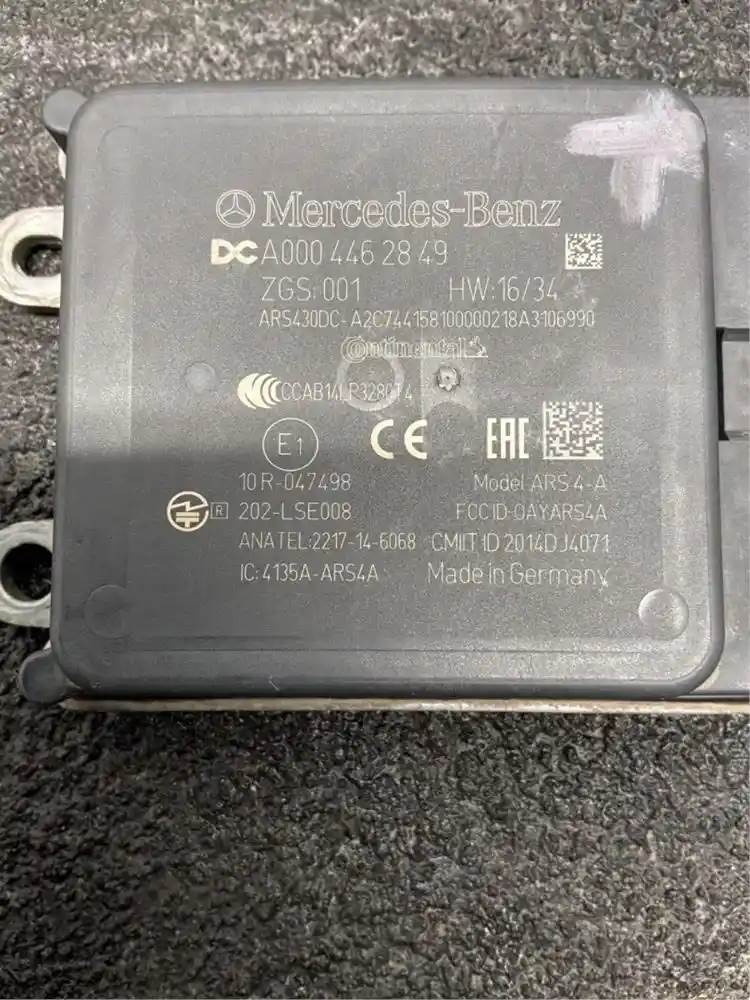 Mercedes-Benz
DC A000 446 28 49
ZGS: 001 HW: 16/34
ARS430DC- A2C744158100000218A3106990
Continental
CCAB14LP3280T4
E1 CE EAC
10 R-047498 Model ARS 4-A
R 202-LSE008 FCC ID-OAYARS4A
ANATEL:2217-14-6068 CMIIT ID 2014DJ4071
IC: 4135A-ARS4A Made in Germany